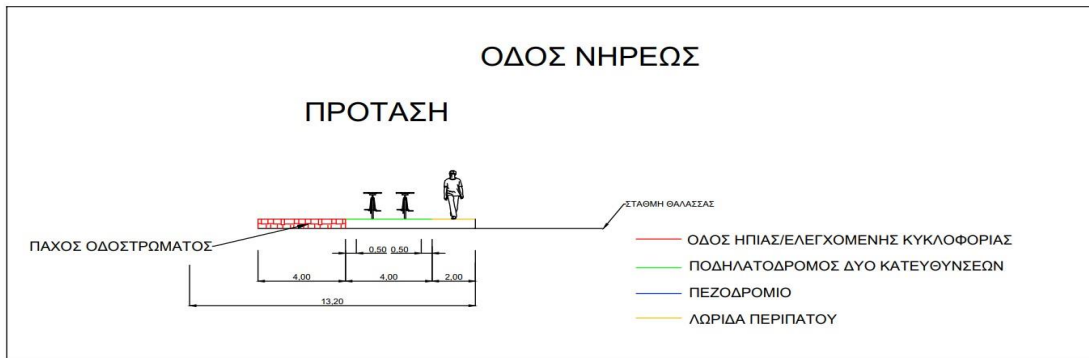 ΟΔΟΣ ΝΗΡΕΩΣ
ΠΡΟΤΑΣΗ
ΣΤΑΘΜΗ ΘΑΛΑΣΣΑΣ
ΠΑΧΟΣ ΟΔΟΣΤΡΩΜΑΤΟΣ
0.50 0,50
4,00 4,00 2,00
13,20
ΟΔΟΣ ΗΠΙΑΣ/ΕΛΕΓΧΟΜΕΝΗΣ ΚΥΚΛΟΦΟΡΙΑΣ
ΠΟΔΗΛΑΤΟΔΡΟΜΟΣ ΔΥΟ ΚΑΤΕΥΘΥΝΣΕΩΝ
ΠΕΖΟΔΡΟΜΙΟ
ΛΩΡΙΔΑ ΠΕΡΙΠΑΤΟΥ